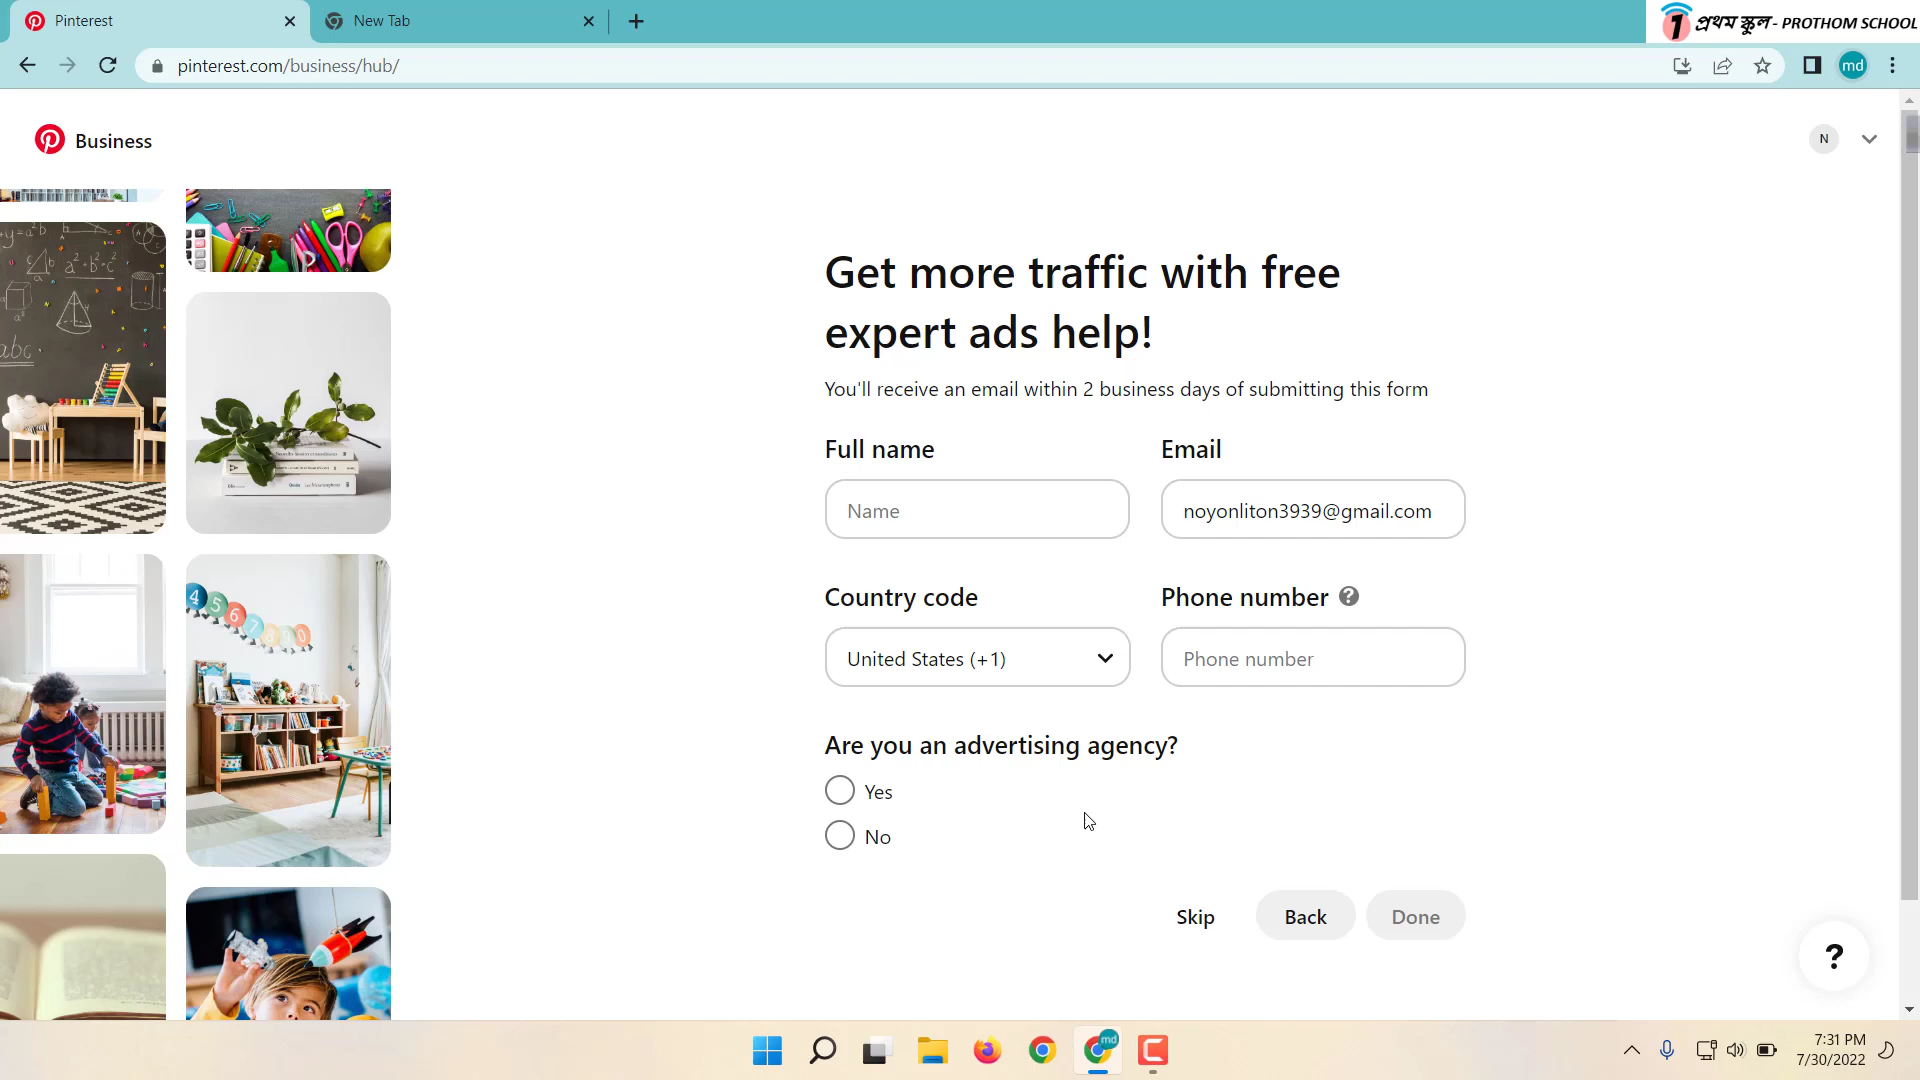 Pinterest
New Tab
প্রথম স্কুল - PROTHOM SCHOOL
pinterest.com/business/hub/
md
Business
N
Get more traffic with free
expert ads help!
You'll receive an email within 2 business days of submitting this form
Full name
Email
Name
noyonliton3939@gmail.com
Country code
Phone number
United States (+1)
Phone number
Are you an advertising agency?
Yes
No
Skip
Back
Done
?
md
7:31 PM
7/30/2022